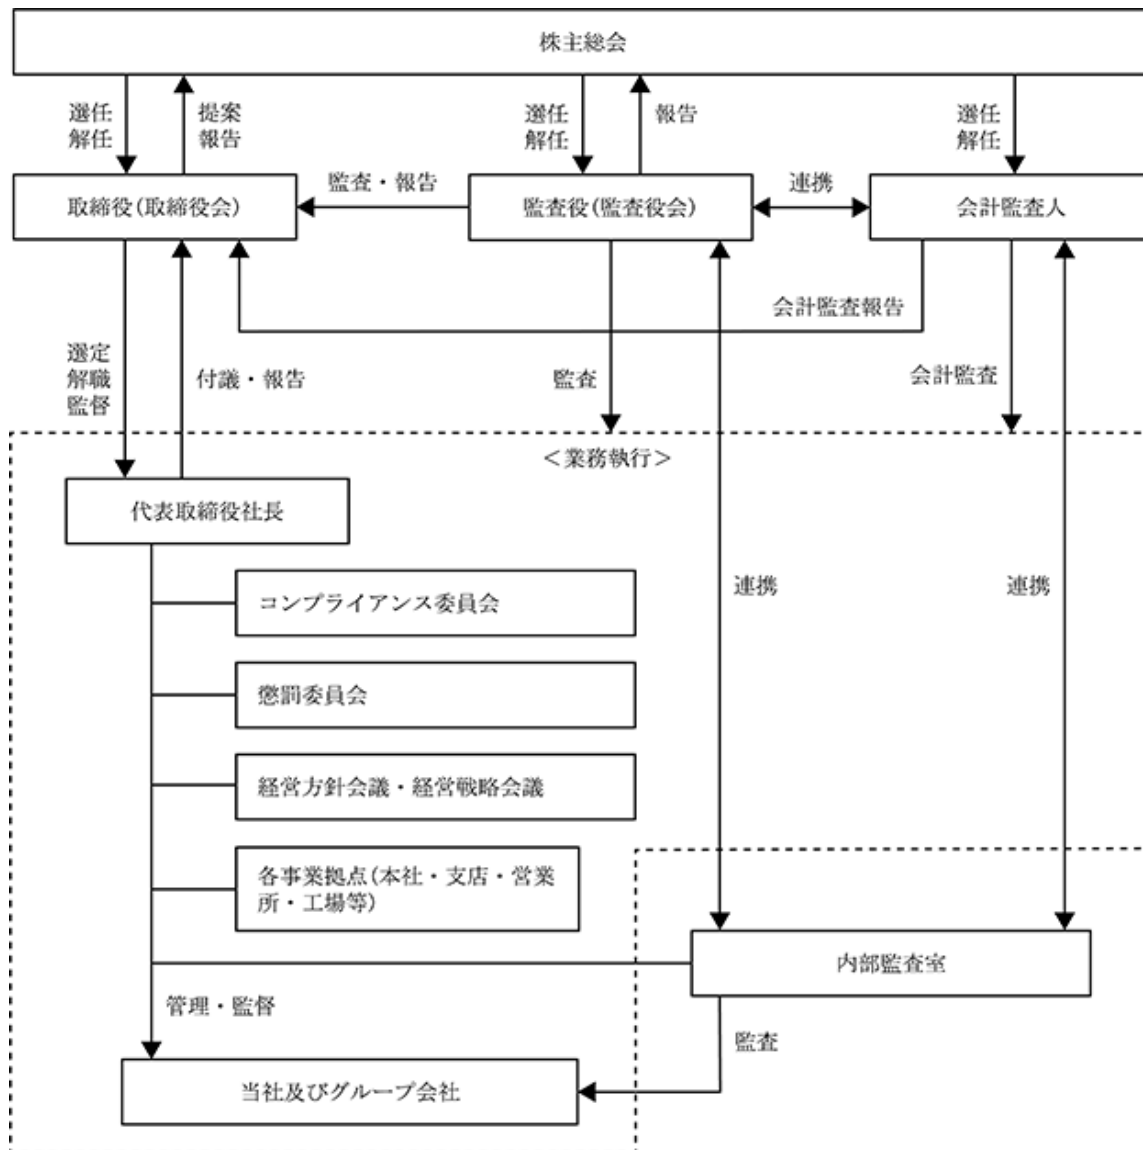 株主総会
選任
解任
提案
報告
選任
解任
報告
選任
解任
取締役(取締役会)
監査・報告
監査役(監査役会)
連携
会計監査人
会計監査報告
選定
解職
監督
付議・報告
監査
会計監査
＜業務執行＞
代表取締役社長
コンプライアンス委員会
連携
連携
懲罰委員会
経営方針会議・経営戦略会議
各事業拠点(本社・支店・営業
所・工場等)
内部監査室
管理・監督
監査
当社及びグループ会社